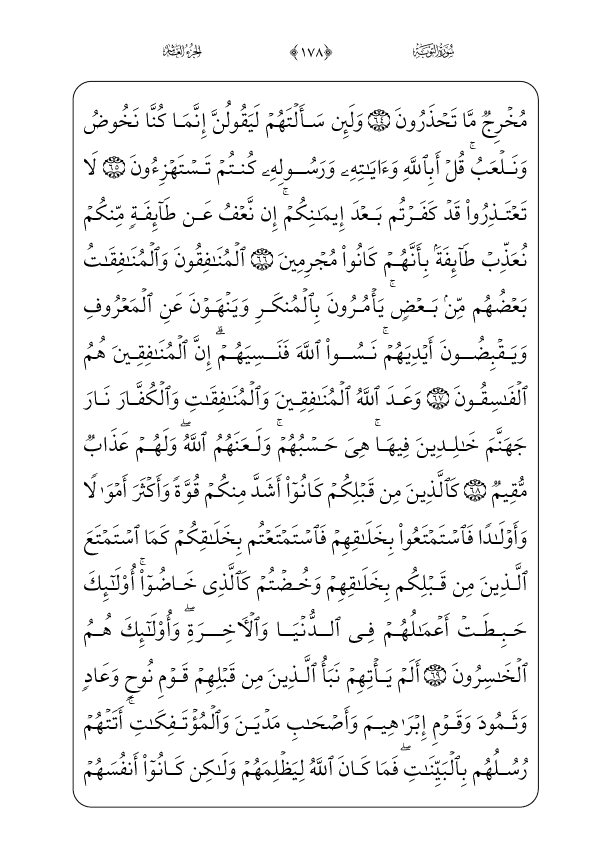 سُورَةُ التَّوْبَةِ ﴿١٧٨﴾ الجُزْءُ العَاشِرُ
مُخْرِجٌ مَّا تَحْذَرُونَ ٦٤ وَلَئِن سَأَلْتَهُمْ لَيَقُولُنَّ إِنَّمَا كُنَّا نَخُوضُ
وَنَلْعَبُ ۚ قُلْ أَبِٱللَّهِ وَءَايَٰتِهِۦ وَرَسُولِهِۦ كُنتُمْ تَسْتَهْزِءُونَ ٦٥ لَا
تَعْتَذِرُوا۟ قَدْ كَفَرْتُم بَعْدَ إِيمَٰنِكُمْ ۚ إِن نَّعْفُ عَن طَآئِفَةٍ مِّنكُمْ
نُعَذِّبْ طَآئِفَةًۢ بِأَنَّهُمْ كَانُوا۟ مُجْرِمِينَ ٦٦ ٱلْمُنَٰفِقُونَ وَٱلْمُنَٰفِقَٰتُ
بَعْضُهُم مِّنۢ بَعْضٍ ۚ يَأْمُرُونَ بِٱلْمُنكَرِ وَيَنْهَوْنَ عَنِ ٱلْمَعْرُوفِ
وَيَقْبِضُونَ أَيْدِيَهُمْ ۚ نَسُوا۟ ٱللَّهَ فَنَسِيَهُمْ ۗ إِنَّ ٱلْمُنَٰفِقِينَ هُمُ
ٱلْفَٰسِقُونَ ٦٧ وَعَدَ ٱللَّهُ ٱلْمُنَٰفِقِينَ وَٱلْمُنَٰفِقَٰتِ وَٱلْكُفَّارَ نَارَ
جَهَنَّمَ خَٰلِدِينَ فِيهَا ۚ هِىَ حَسْبُهُمْ ۚ وَلَعَنَهُمُ ٱللَّهُ ۖ وَلَهُمْ عَذَابٌ
مُّقِيمٌ ٦٨ كَٱلَّذِينَ مِن قَبْلِكُمْ كَانُوٓا۟ أَشَدَّ مِنكُمْ قُوَّةً وَأَكْثَرَ أَمْوَٰلًا
وَأَوْلَٰدًا فَٱسْتَمْتَعُوا۟ بِخَلَٰقِهِمْ فَٱسْتَمْتَعْتُم بِخَلَٰقِكُمْ كَمَا ٱسْتَمْتَعَ
ٱلَّذِينَ مِن قَبْلِكُم بِخَلَٰقِهِمْ وَخُضْتُمْ كَٱلَّذِى خَاضُوٓا۟ ۚ أُو۟لَٰٓئِكَ
حَبِطَتْ أَعْمَٰلُهُمْ فِى ٱلدُّنْيَا وَٱلْءَاخِرَةِ ۖ وَأُو۟لَٰٓئِكَ هُمُ
ٱلْخَٰسِرُونَ ٦٩ أَلَمْ يَأْتِهِمْ نَبَأُ ٱلَّذِينَ مِن قَبْلِهِمْ قَوْمِ نُوحٍ وَعَادٍ
وَثَمُودَ وَقَوْمِ إِبْرَٰهِيمَ وَأَصْحَٰبِ مَدْيَنَ وَٱلْمُؤْتَفِكَٰتِ ۚ أَتَتْهُمْ
رُسُلُهُم بِٱلْبَيِّنَٰتِ ۖ فَمَا كَانَ ٱللَّهُ لِيَظْلِمَهُمْ وَلَٰكِن كَانُوٓا۟ أَنفُسَهُمْ